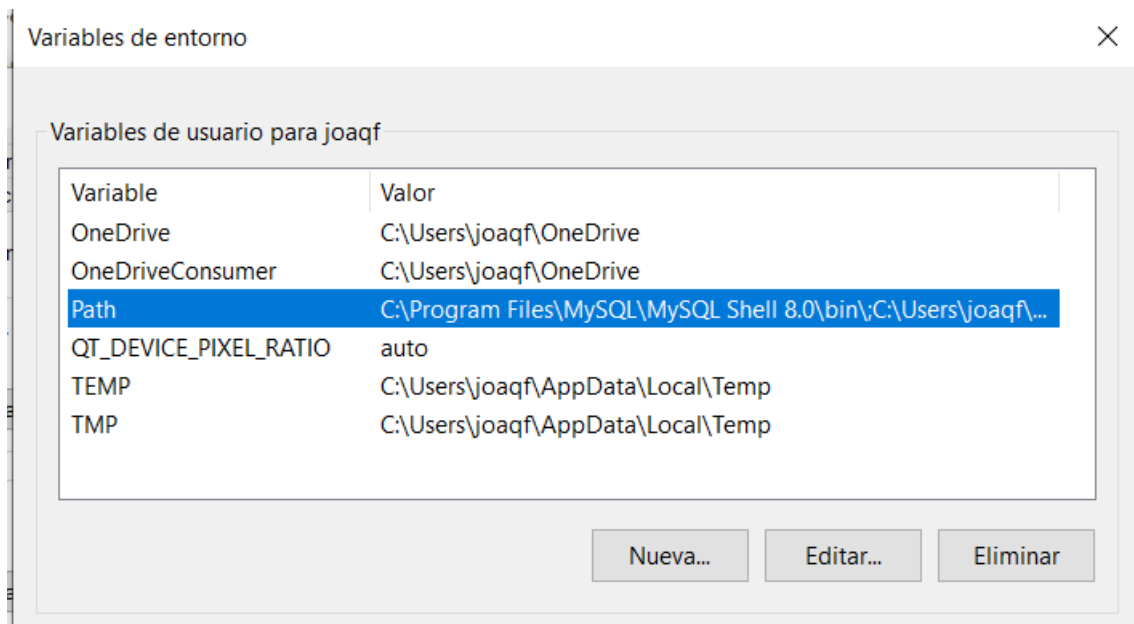 Variables de entorno
Variables de usuario para joaqf
Variable Valor
OneDrive C:\Users\joaqf\OneDrive
OneDriveConsumer C:\Users\joaqf\OneDrive
Path C:\Program Files\MySQL\MySQL Shell 8.0\bin\;C:\Users\joaqf\...
QT_DEVICE_PIXEL_RATIO auto
TEMP C:\Users\joaqf\AppData\Local\Temp
TMP C:\Users\joaqf\AppData\Local\Temp
Nueva... Editar... Eliminar